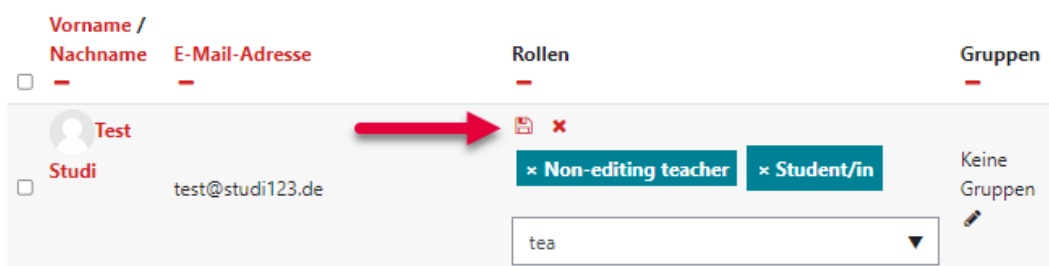 Vorname /
Nachname E-Mail-Adresse Rollen Gruppen
Test
Studi
test@studi123.de
× Non-editing teacher × Student/in
tea
Keine
Gruppen